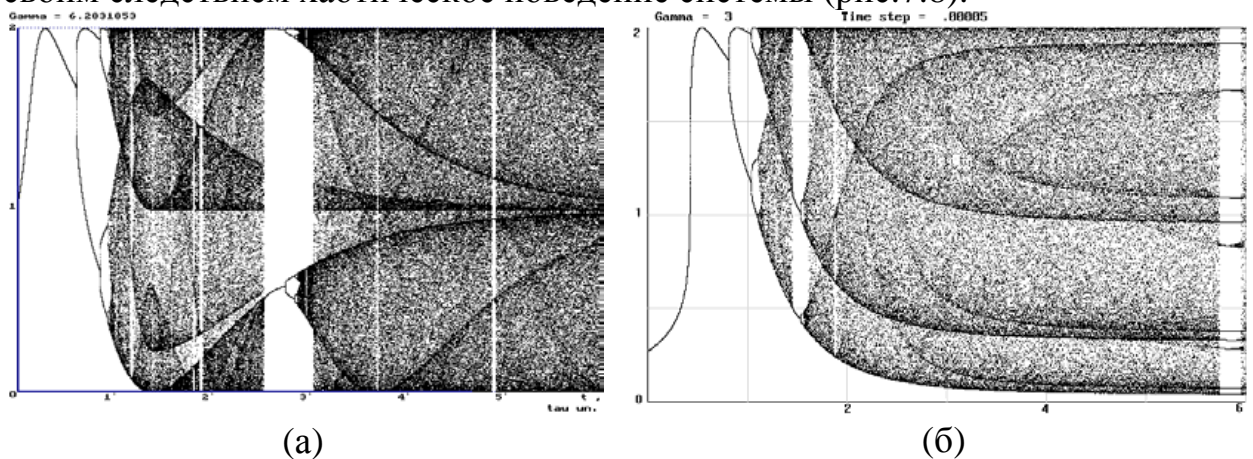 своим следствием хаотическое поведение системы (рис.7.8).
Gamma = 6.2031053
Gamma = 3 Time step = .00005
2
1
0 1 2 3 4 5 t ,
tau un.
2
1
0
2 4 6
(а) (б)